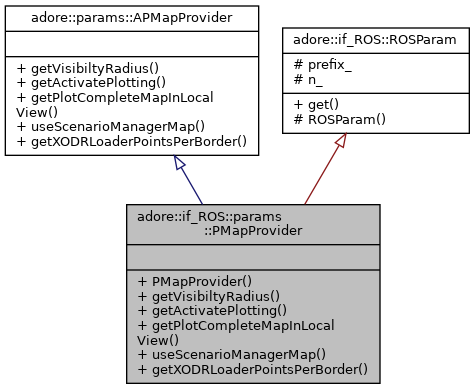 adore::params::APMapProvider
+ getVisibiltyRadius()
+ getActivatePlotting()
+ getPlotCompleteMapInLocal
View()
+ useScenarioManagerMap()
+ getXODRLoaderPointsPerBorder()
adore::if_ROS::ROSParam
# prefix_
# n_
+ get()
# ROSParam()
adore::if_ROS::params
::PMapProvider
+ PMapProvider()
+ getVisibiltyRadius()
+ getActivatePlotting()
+ getPlotCompleteMapInLocal
View()
+ useScenarioManagerMap()
+ getXODRLoaderPointsPerBorder()